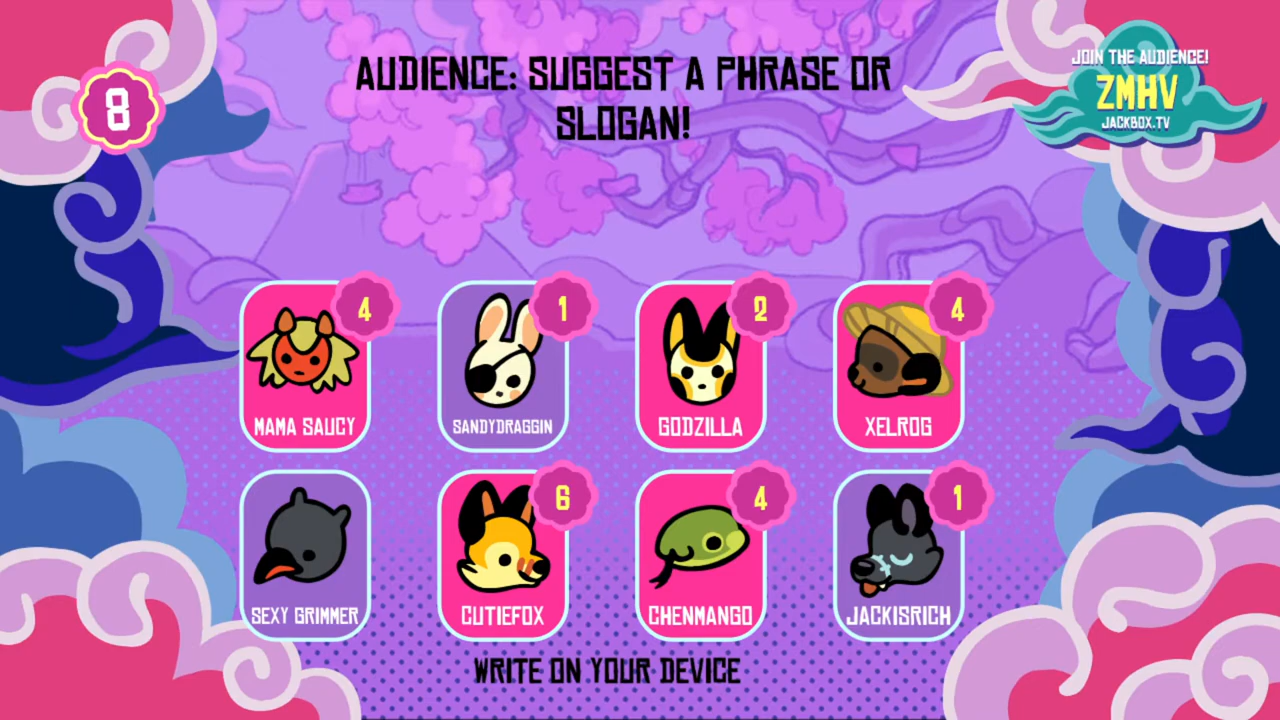 AUDIENCE: SUGGEST A PHRASE OR
SLOGAN!
8
JOIN THE AUDIENCE!
ZMHV
JACKBOX.TV
4
1
2
4
MAMA SAUCY
SANDYDRAGGIN
GODZILLA
XELROG
6
4
1
SEXY GRIMMER
CUTIEFOX
CHENMANGO
JACKISRICH
WRITE ON YOUR DEVICE